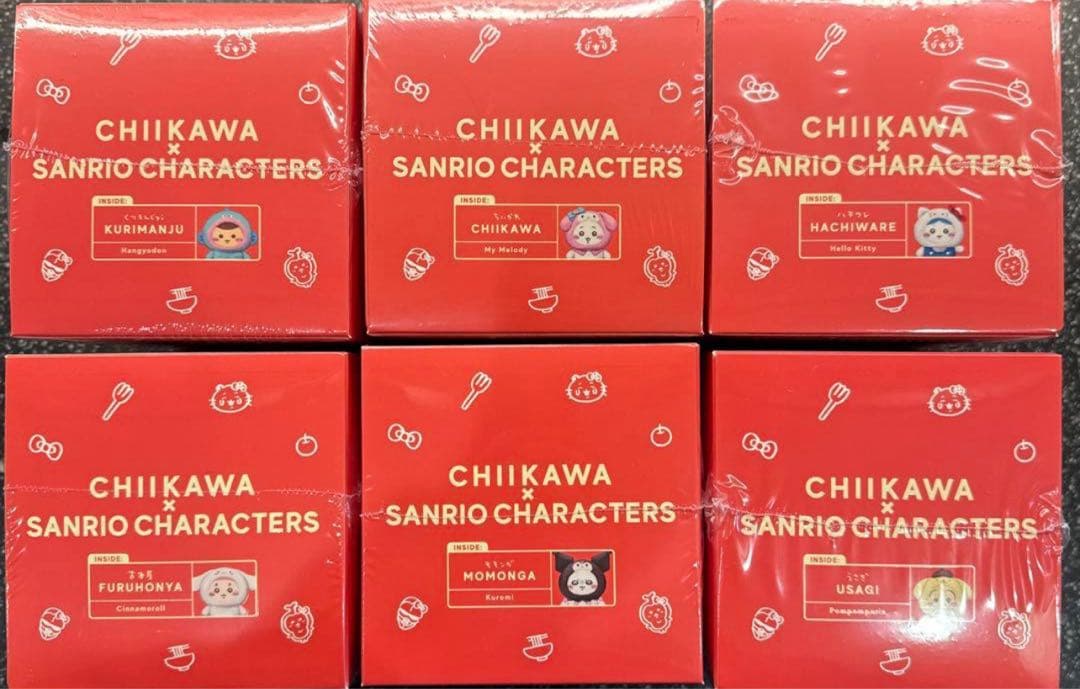 CHIIKAWA
×
SANRIO CHARACTERS
INSIDE:
くりまんじゅう
KURIMANJU
Hangyodon
CHIIKAWA
×
SANRIO CHARACTERS
INSIDE:
ちいかわ
CHIIKAWA
My Melody
CHIIKAWA
×
SANRIO CHARACTERS
INSIDE:
ハチワレ
HACHIWARE
Hello Kitty
CHIIKAWA
×
SANRIO CHARACTERS
INSIDE:
古本屋
FURUHONYA
Cinnamoroll
CHIIKAWA
×
SANRIO CHARACTERS
INSIDE:
モモンガ
MOMONGA
Kuromi
CHIIKAWA
×
SANRIO CHARACTERS
INSIDE:
うさぎ
USAGI
Pompompurin